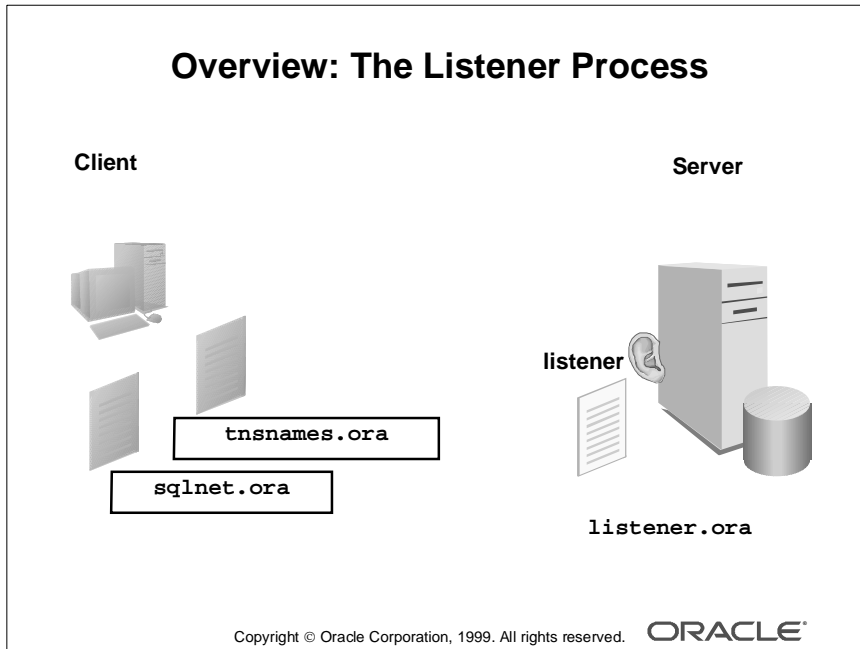 Overview: The Listener Process
Client
Server
listener
tnsnames.ora
sqlnet.ora
listener.ora
Copyright © Oracle Corporation, 1999. All rights reserved. ORACLE®